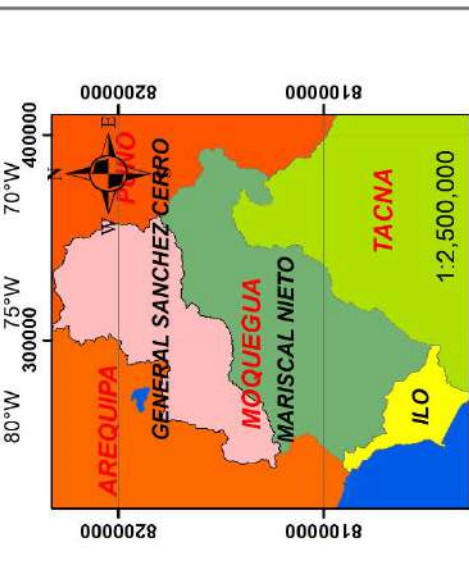 80°W 75°W 70°W
300000 400000
8200000 8200000
N
W E
PUNO
AREQUIPA
GENERAL SANCHEZ CERRO
MOQUEGUA
MARISCAL NIETO
8100000 8100000
TACNA
ILO
1:2,500,000